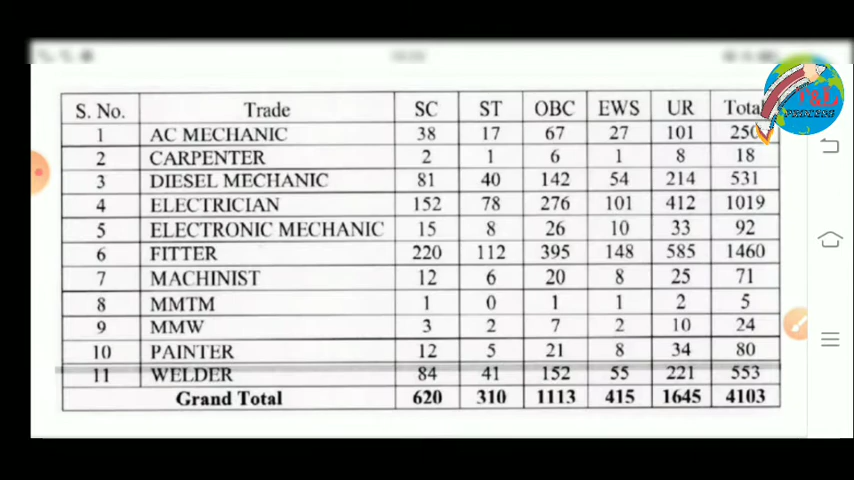 S. No. Trade SC ST OBC EWS UR Total
1 AC MECHANIC 38 17 67 27 101 250
2 CARPENTER 2 1 6 1 8 18
3 DIESEL MECHANIC 81 40 142 54 214 531
4 ELECTRICIAN 152 78 276 101 412 1019
5 ELECTRONIC MECHANIC 15 8 26 10 33 92
6 FITTER 220 112 395 148 585 1460
7 MACHINIST 12 6 20 8 25 71
8 MMTM 1 0 1 1 2 5
9 MMW 3 2 7 2 10 24
10 PAINTER 12 5 21 8 34 80
11 WELDER 84 41 152 55 221 553
Grand Total 620 310 1113 415 1645 4103